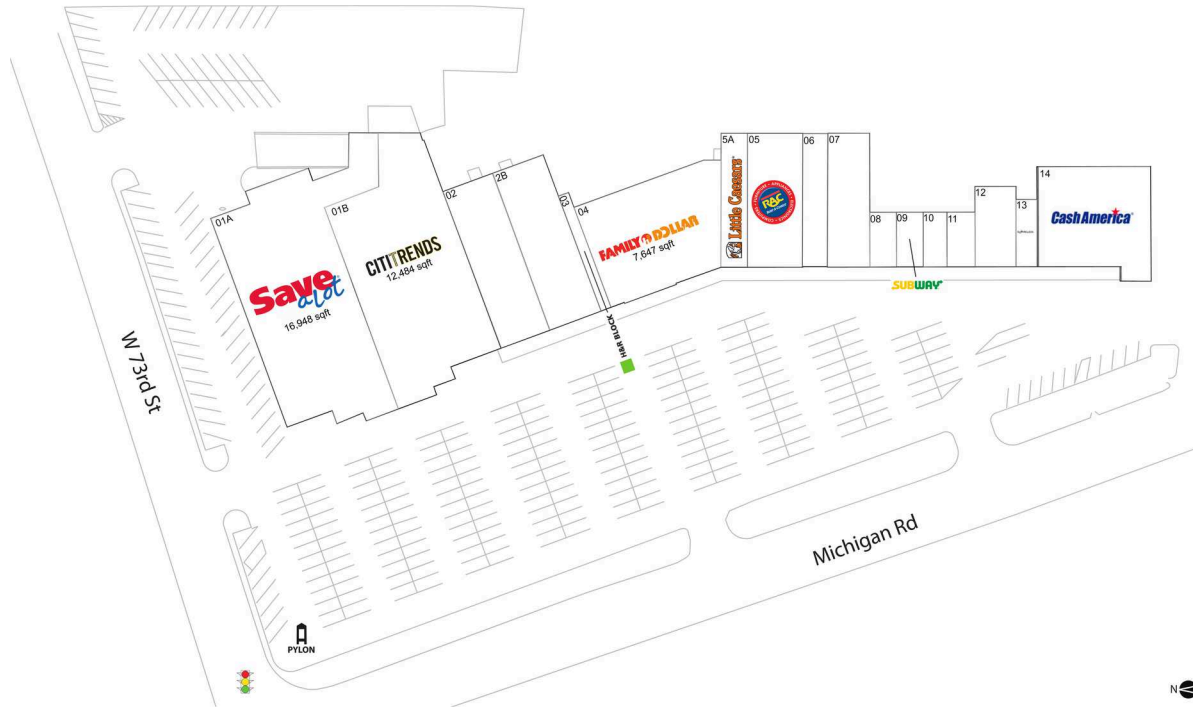 01A
Save
a lot
16,948 sqft
01B
CITITRENDS
12,484 sqft
02
2B
03
H&R BLOCK
04
FAMILY DOLLAR
7,647 sqft
5A
Little Caesars
05
RAC
06
07
08
09
SUBWAY
10
11
12
13
14
CashAmerica
W 73rd St
Michigan Rd
PYLON
N